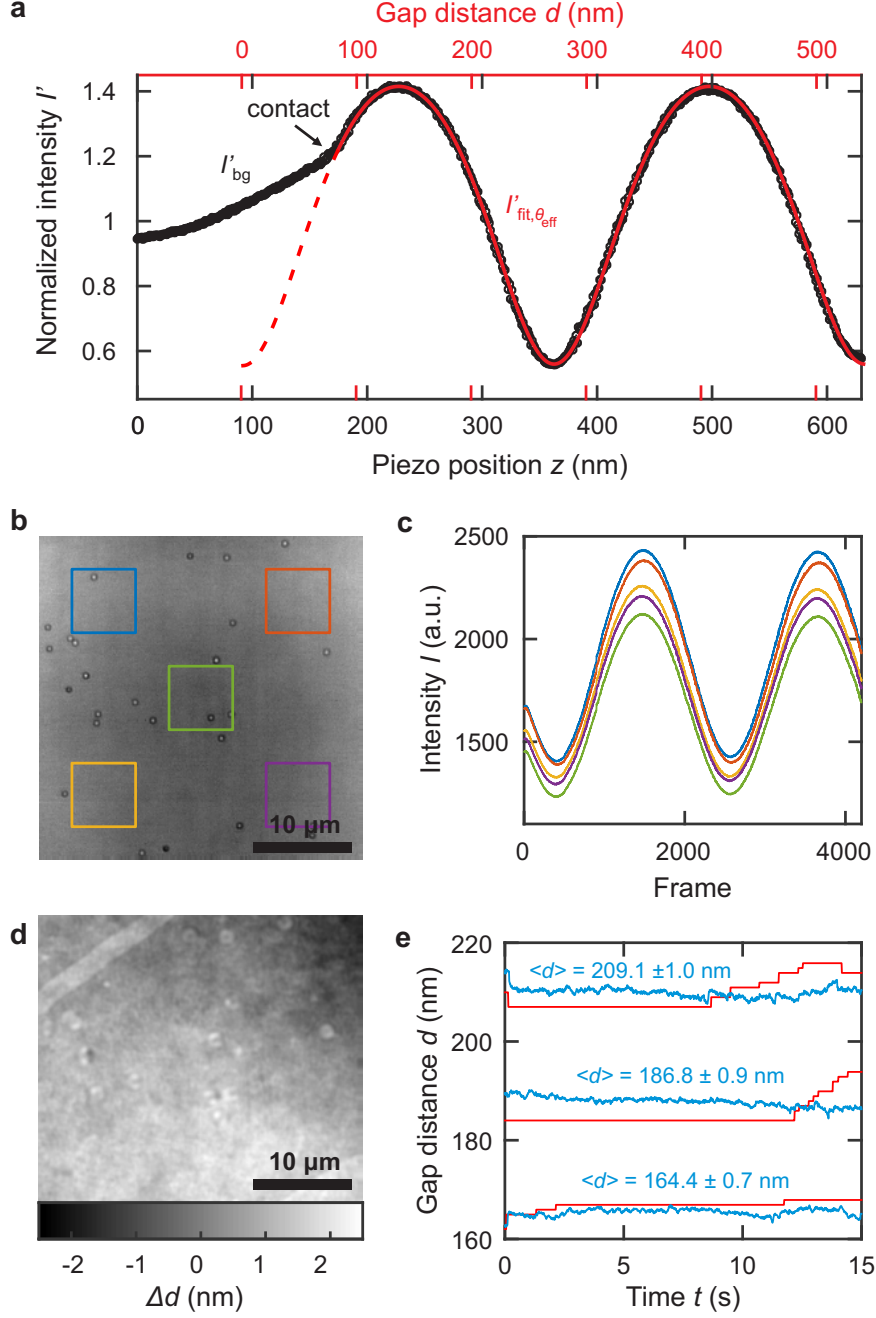 a
Gap distance d (nm)
0 100 200 300 400 500
Normalized intensity I'
1.4
1.2
1
0.8
0.6
contact
I'bg
I'fit,θeff
0 100 200 300 400 500 600
Piezo position z (nm)
b
10 µm
c
Intensity I (a.u.)
2500
2000
1500
0 2000 4000
Frame
d
10 µm
-2 -1 0 1 2
Δd (nm)
e
Gap distance d (nm)
220
200
180
160
<d> = 209.1 ±1.0 nm
<d> = 186.8 ± 0.9 nm
<d> = 164.4 ± 0.7 nm
0 5 10 15
Time t (s)